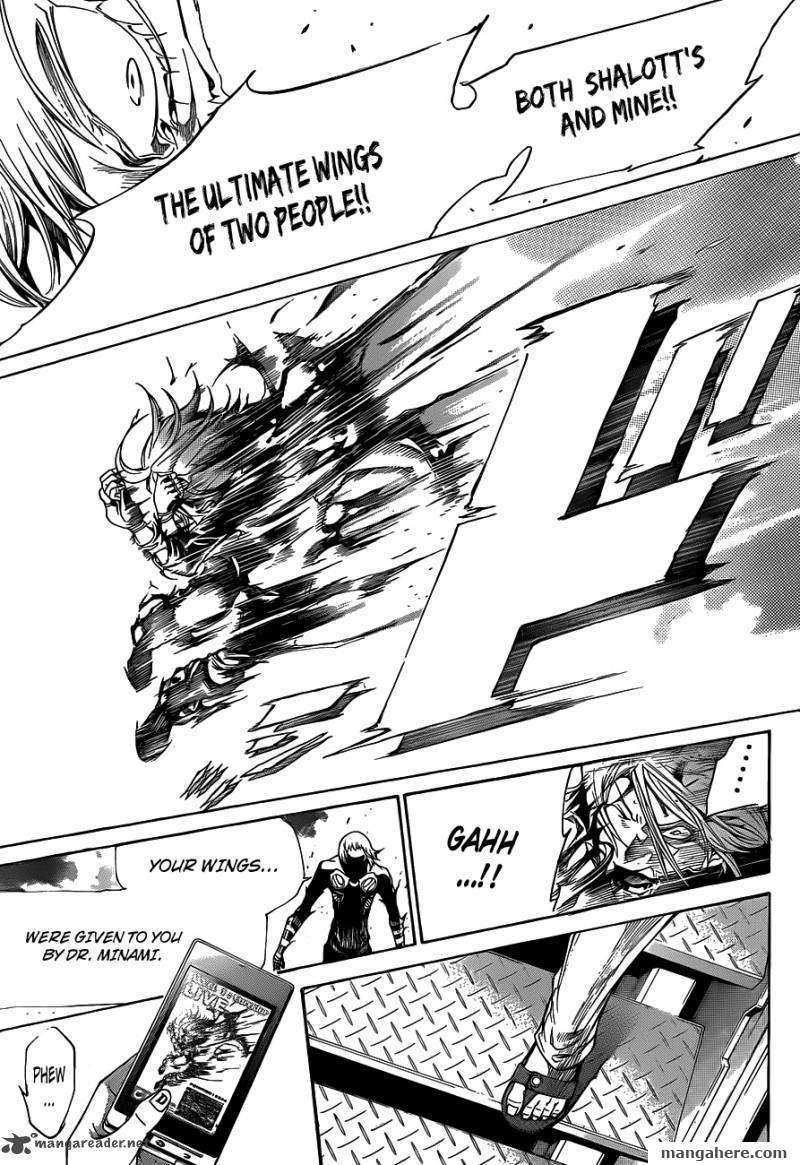 BOTH SHALOTT'S
AND MINE!!
THE ULTIMATE WINGS
OF TWO PEOPLE!!
GAHH
...!!
YOUR WINGS...
WERE GIVEN TO YOU
BY DR. MINAMI.
LIVE
PHEW
...
mangareader.net
mangahere.com